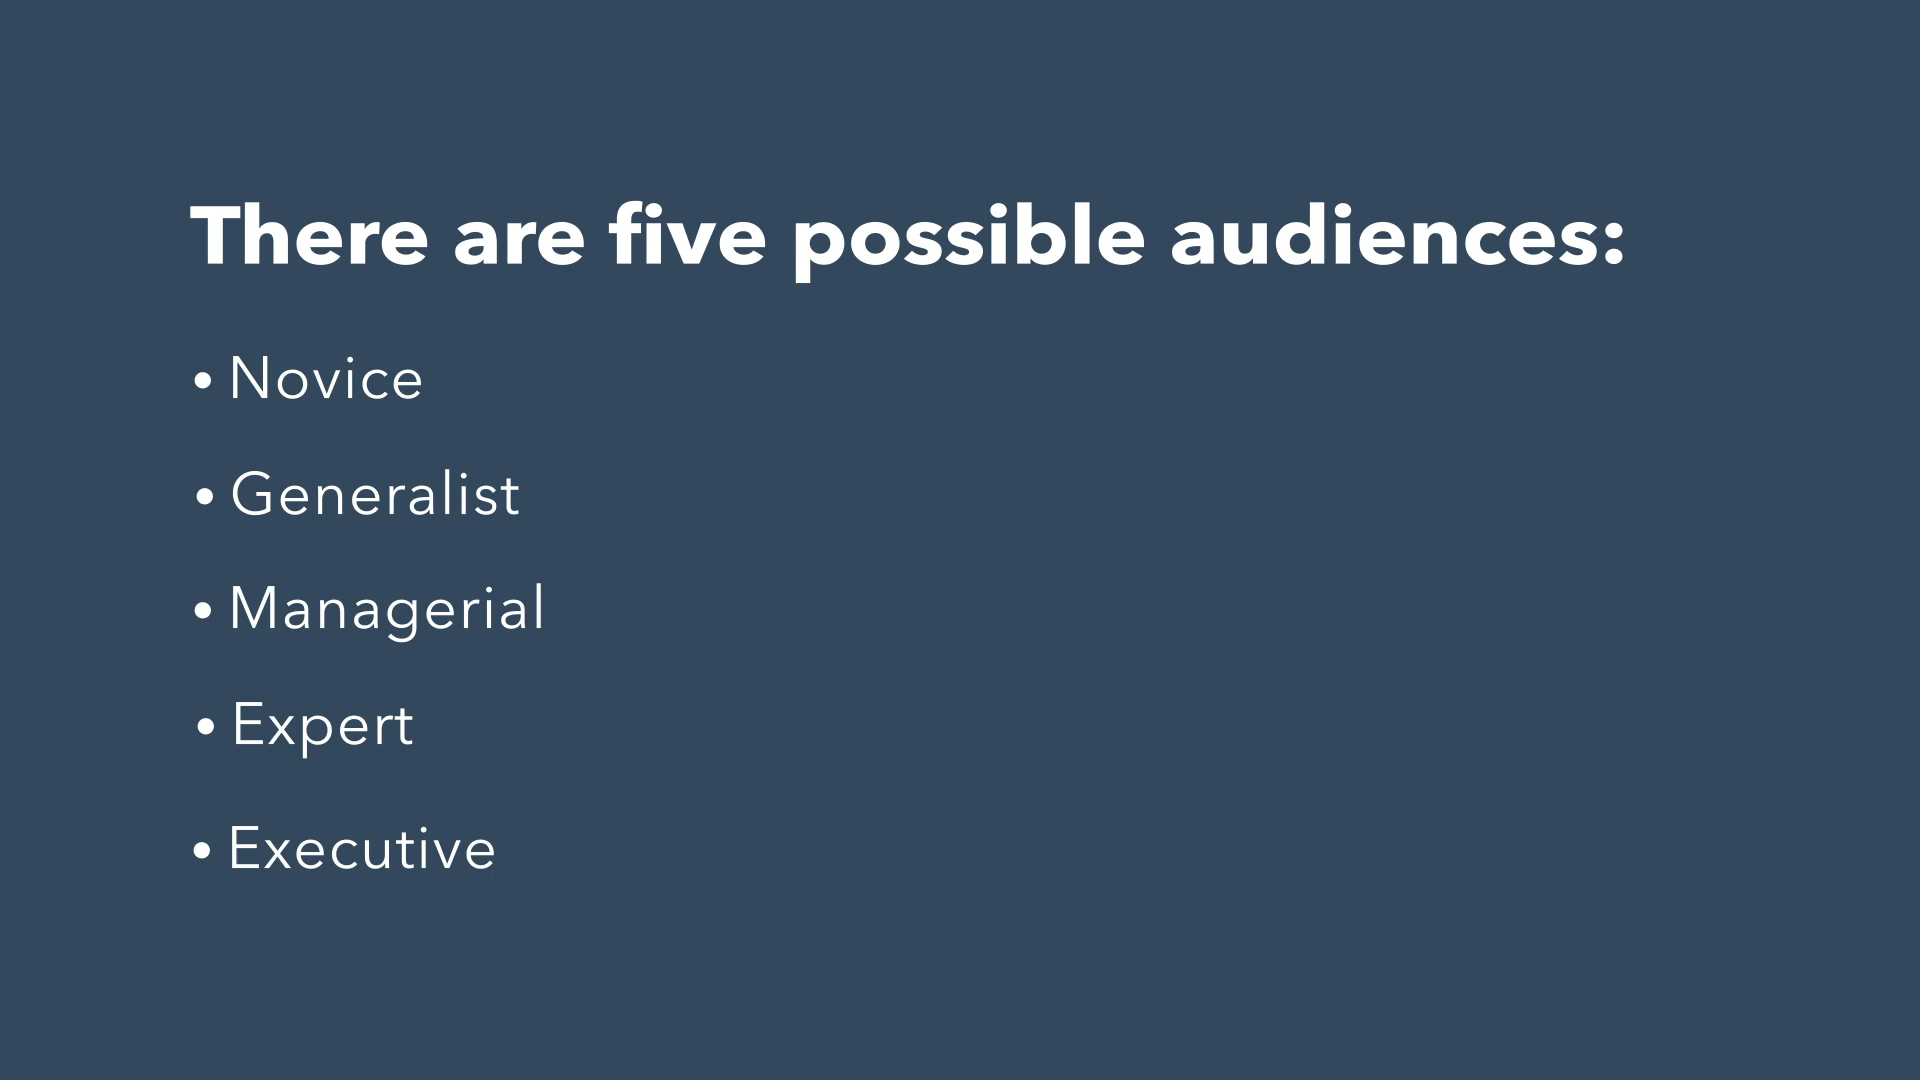 There are five possible audiences:
• Novice
• Generalist
• Managerial
• Expert
• Executive